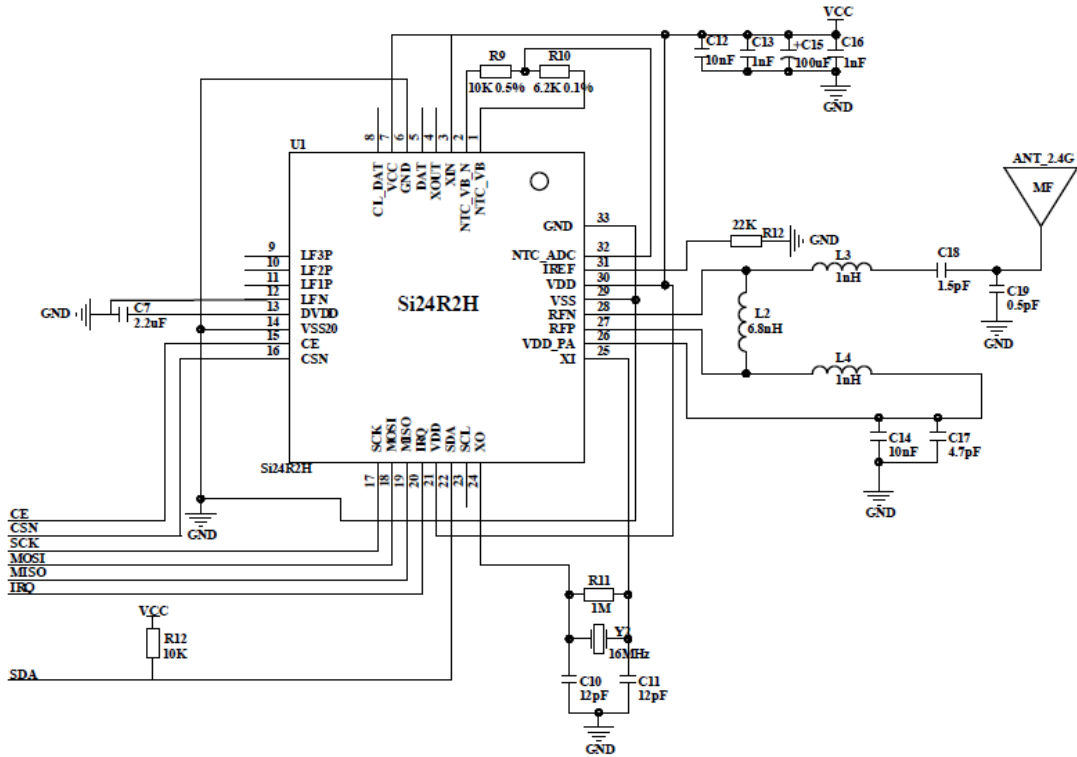 VCC
C12
10nF
C13
1nF
+C15
100uF
C16
1nF
GND
R9
10K 0.5%
R10
6.2K 0.1%
U1
8
7
6
5
4
3
2
1
CL_DAT
VCC
GND
DAT
XOUT
XIN
NTC_VB_N
NTC_VB
ANT_2.4G
MF
9
LF3P
10
LF2P
11
LF1P
12
LFN
13
DVDD
14
VSS20
15
CE
16
CSN
GND
C7
2.2uF
Si24R2H
GND
33
NTC_ADC
32
IREF
31
VDD
30
VSS
29
RFN
28
RFP
27
VDD_PA
26
XI
25
22K
R12
GND
L3
1nH
C18
1.5pF
C19
0.5pF
GND
L2
6.8nH
L4
1nH
C14
10nF
C17
4.7pF
GND
SCK
MOSI
MISO
IRQ
VDD
SDA
SCL
XO
Si24R2H
17
18
19
20
21
22
23
24
GND
CE
CSN
SCK
MOSI
MISO
IRQ
VCC
R12
10K
SDA
R11
1M
Y2
16MHz
C10
12pF
C11
12pF
GND